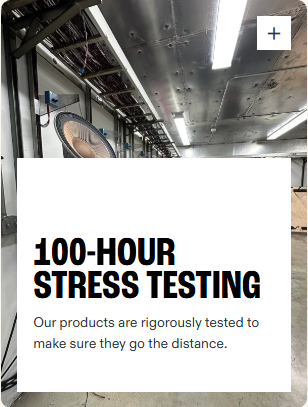 100-HOUR
STRESS TESTING
Our products are rigorously tested to
make sure they go the distance.